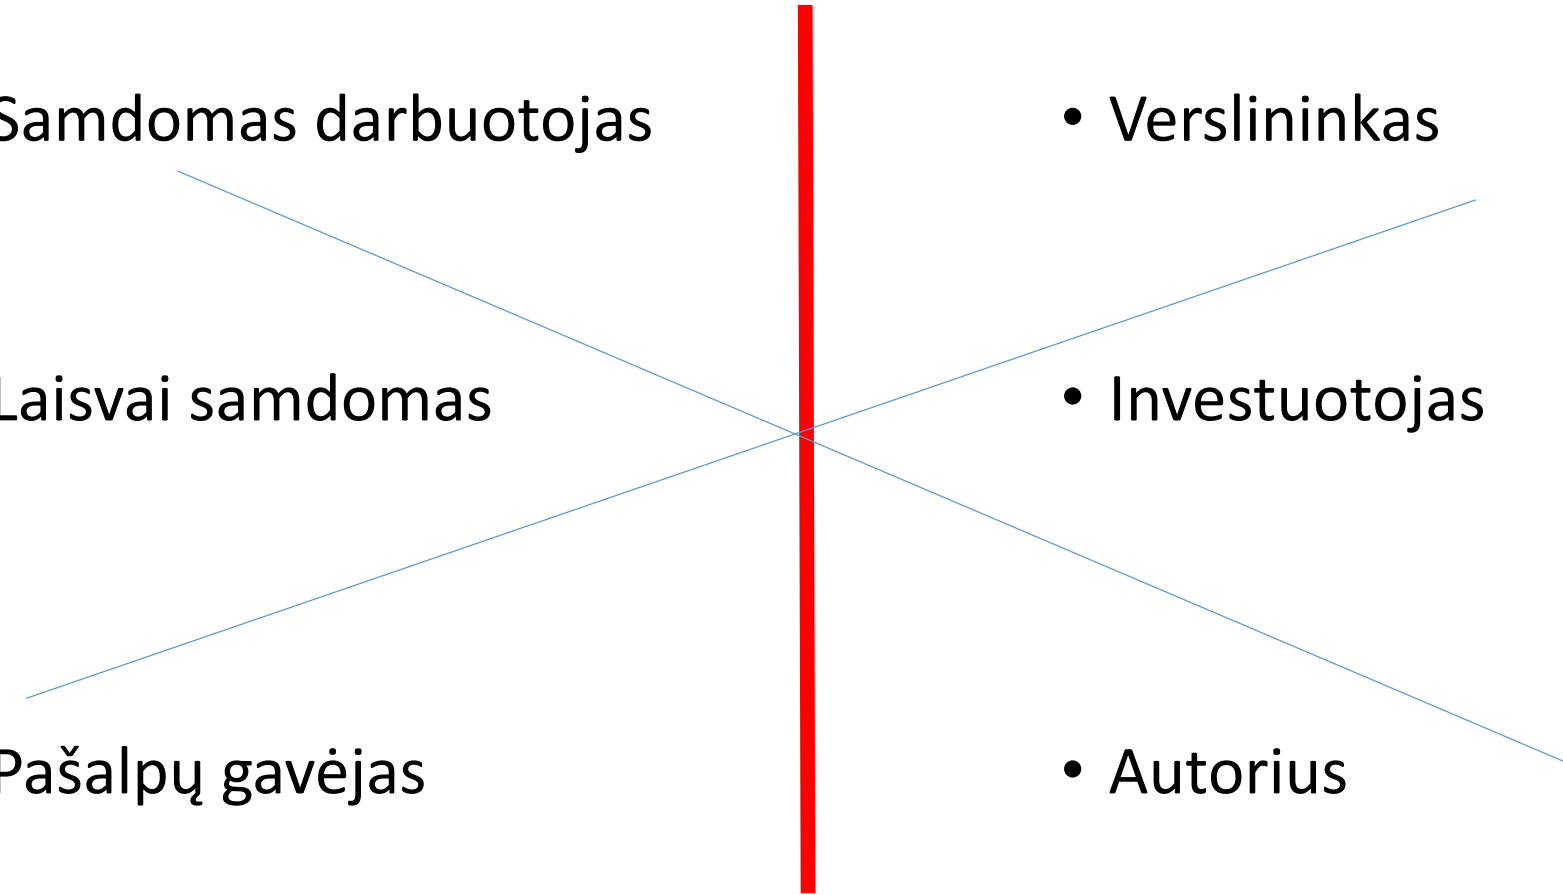 Samdomas darbuotojas
Laisvai samdomas
Pašalpų gavėjas
• Verslininkas
• Investuotojas
• Autorius